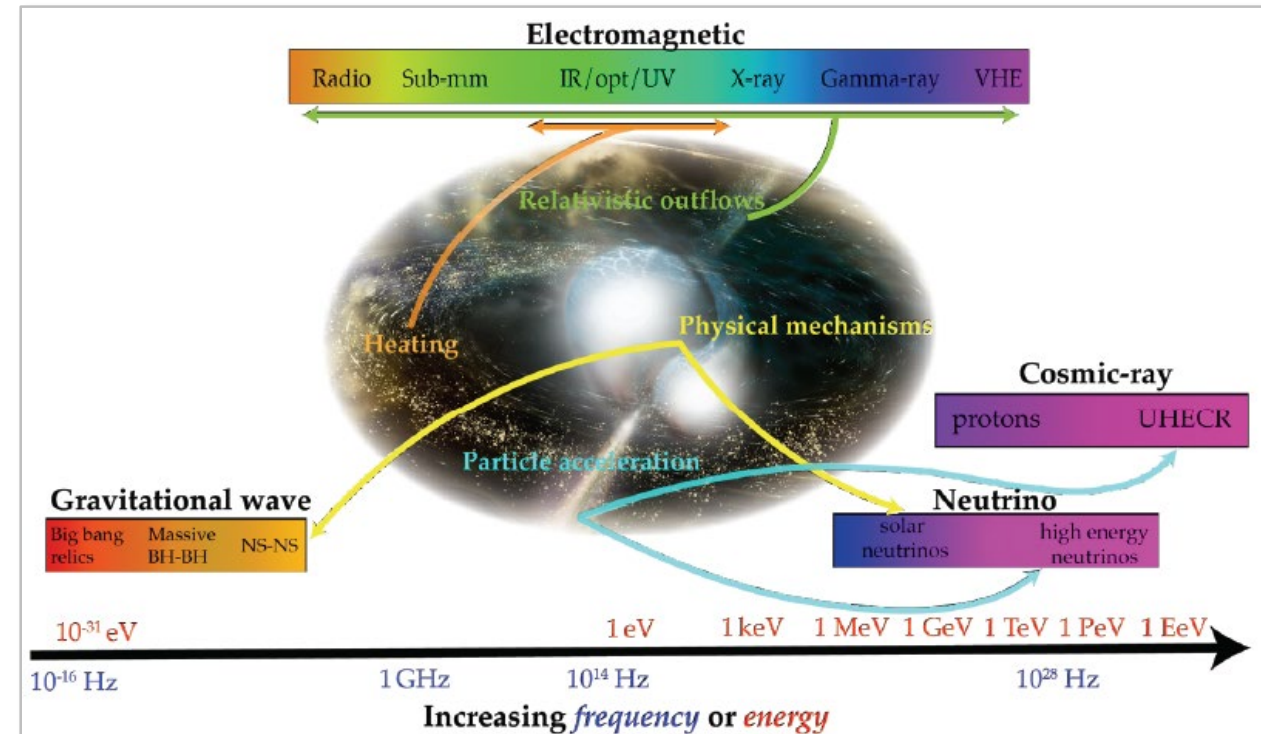 Electromagnetic
Radio Sub-mm IR/opt/UV X-ray Gamma-ray VHE
Relativistic outflows
Physical mechanisms
Heating
Cosmic-ray
protons UHECR
Particle acceleration
Gravitational wave
Big bang relics
Massive BH-BH
NS-NS
Neutrino
solar neutrinos
high energy neutrinos
10⁻³¹ eV 1 eV 1 keV 1 MeV 1 GeV 1 TeV 1 PeV 1 EeV
10⁻¹⁶ Hz 1 GHz 10¹⁴ Hz 10²⁸ Hz
Increasing frequency or energy